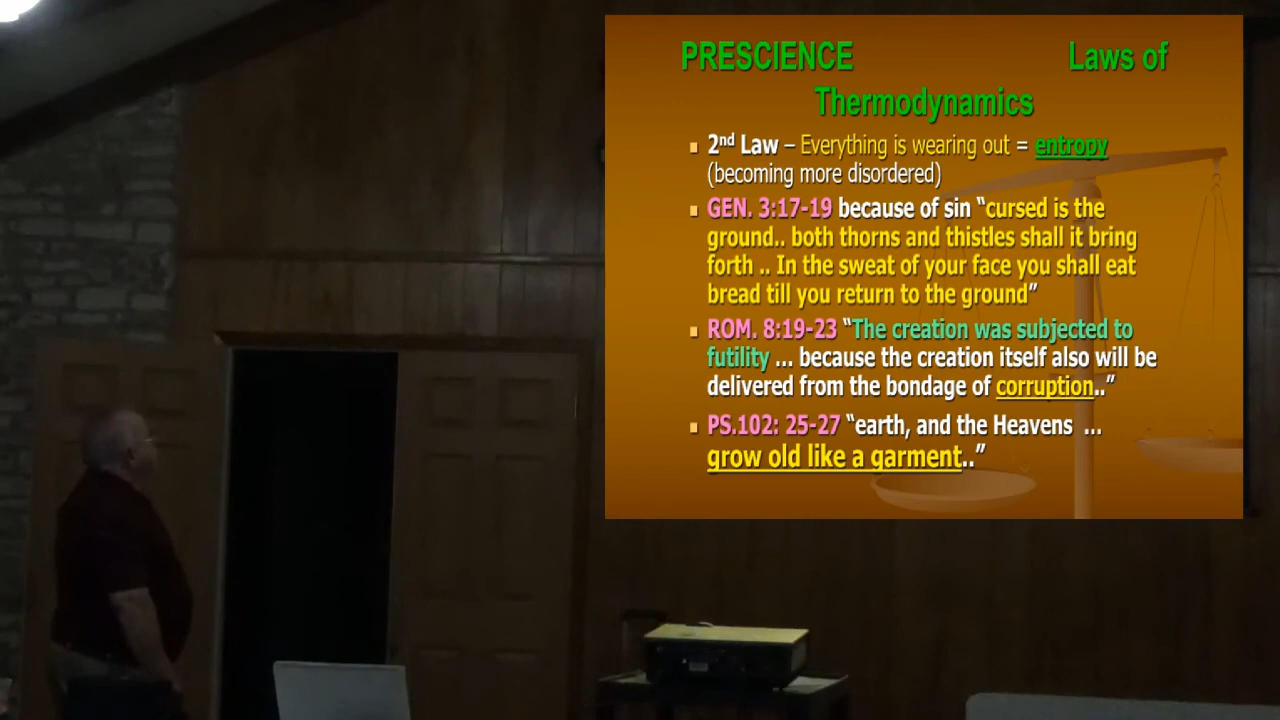 PRESCIENCE Laws of
Thermodynamics
2nd Law – Everything is wearing out = entropy
(becoming more disordered)
GEN. 3:17-19 because of sin “cursed is the
ground.. both thorns and thistles shall it bring
forth .. In the sweat of your face you shall eat
bread till you return to the ground”
ROM. 8:19-23 “The creation was subjected to
futility ... because the creation itself also will be
delivered from the bondage of corruption..”
PS.102: 25-27 “earth, and the Heavens ...
grow old like a garment..”